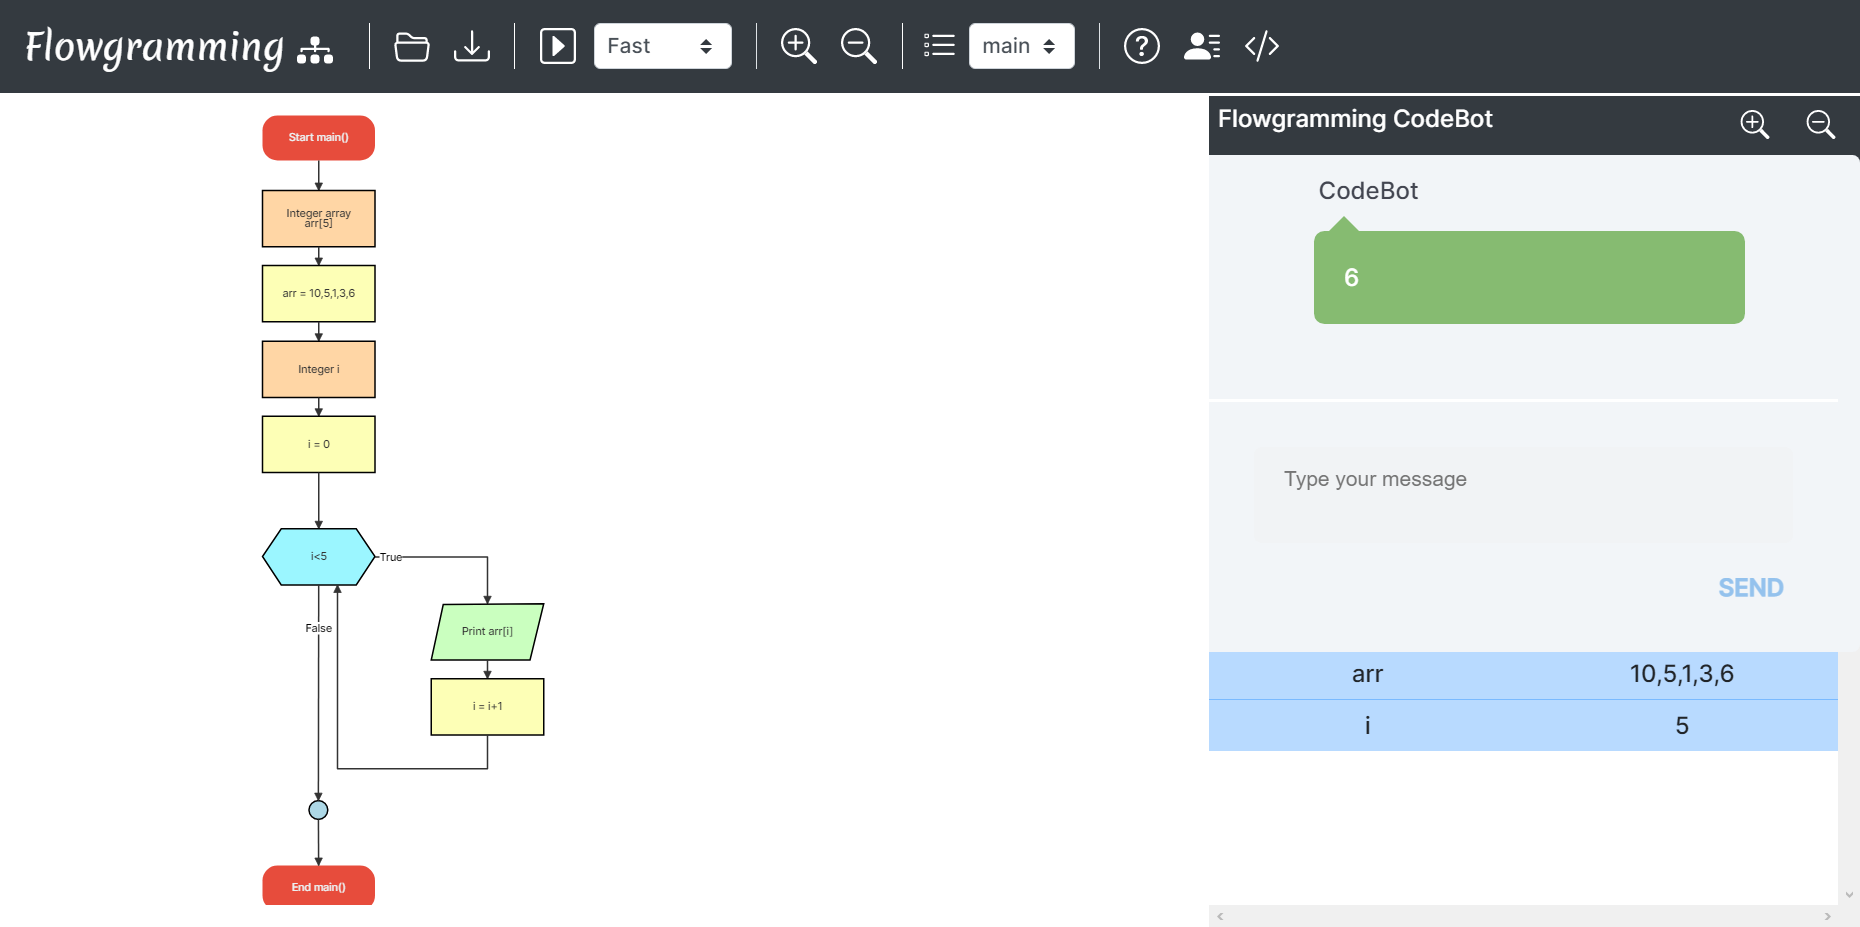 Flowgramming
Fast
main
Start main()
Integer array
arr[5]
arr = 10,5,1,3,6
Integer i
i = 0
i<5
True
False
Print arr[i]
i = i+1
End main()
Flowgramming CodeBot
CodeBot
6
Type your message
SEND
arr 10,5,1,3,6
i 5